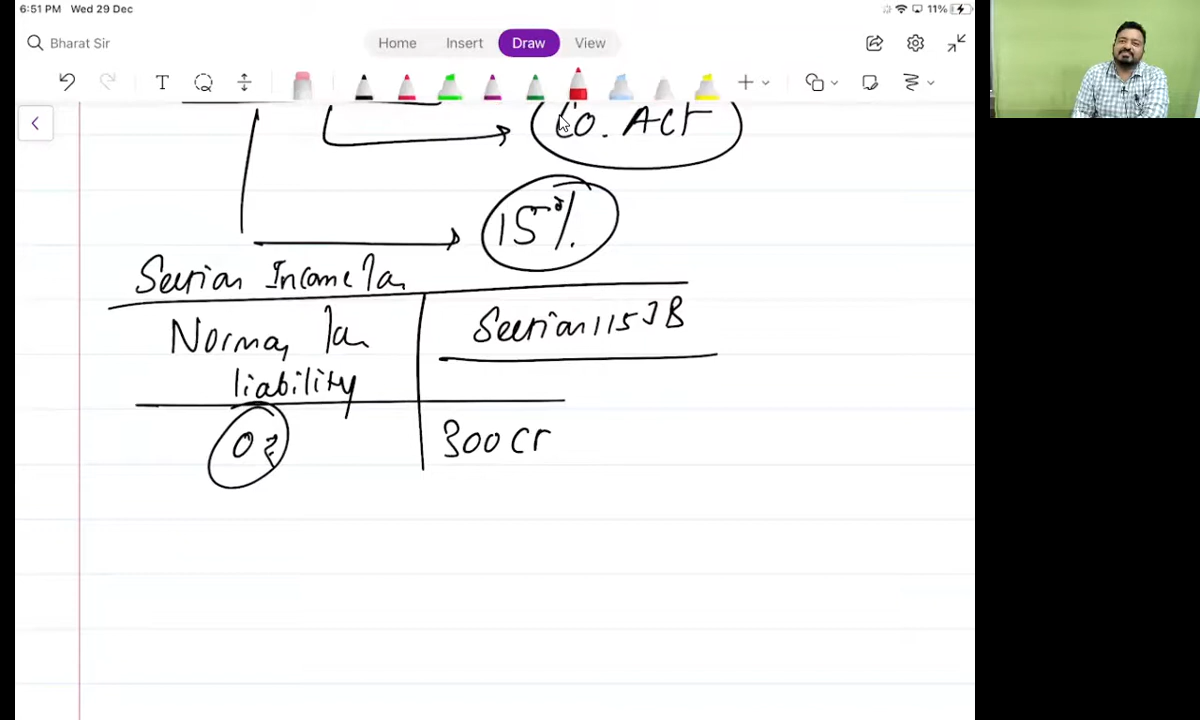 6:51 PM Wed 29 Dec
11%
Bharat Sir
Home Insert Draw View
T
Co. Act
15%
Section Income Tax
Normal Tax
liability
Section 115JB
0₹
300 Cr